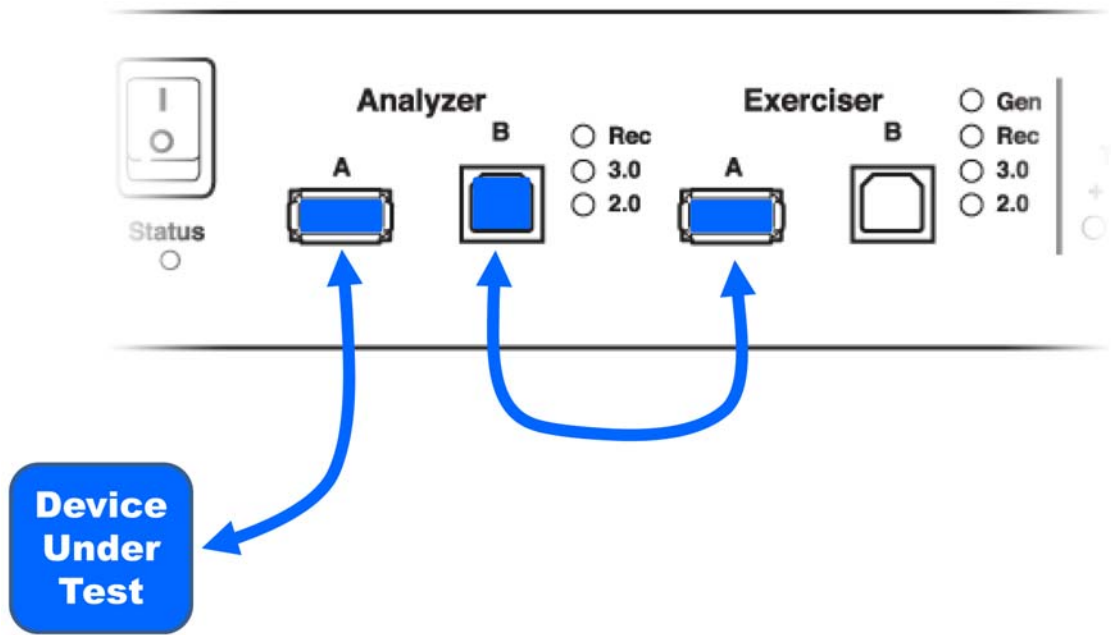 Analyzer
Exerciser
Gen
B
Rec
B
Rec
A
3.0
A
3.0
2.0
2.0
Status
Device
Under
Test